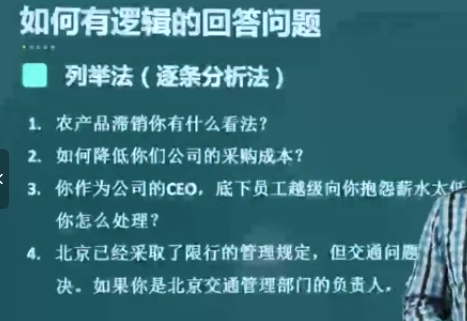 如何有逻辑的回答问题
列举法（逐条分析法）
1. 农产品滞销你有什么看法？
2. 如何降低你们公司的采购成本？
3. 你作为公司的CEO，底下员工越级向你抱怨薪水太低
你怎么处理？
4. 北京已经采取了限行的管理规定，但交通问题
决。如果你是北京交通管理部门的负责人，